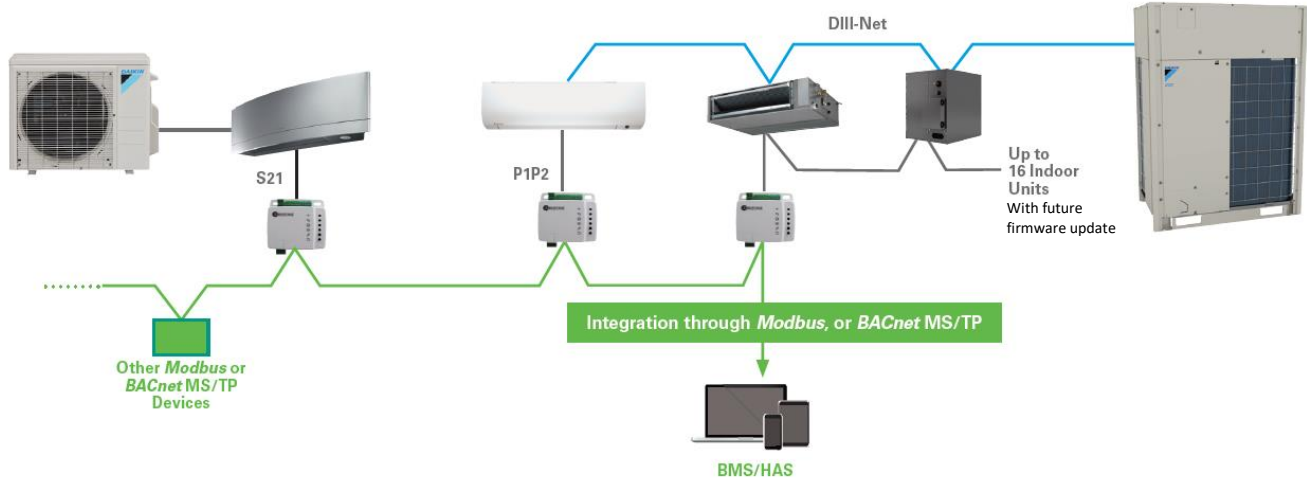 DIII-Net
DAIKIN
S21
P1P2
Up to
16 Indoor
Units
With future
firmware update
Integration through Modbus, or BACnet MS/TP
Other Modbus or
BACnet MS/TP
Devices
BMS/HAS